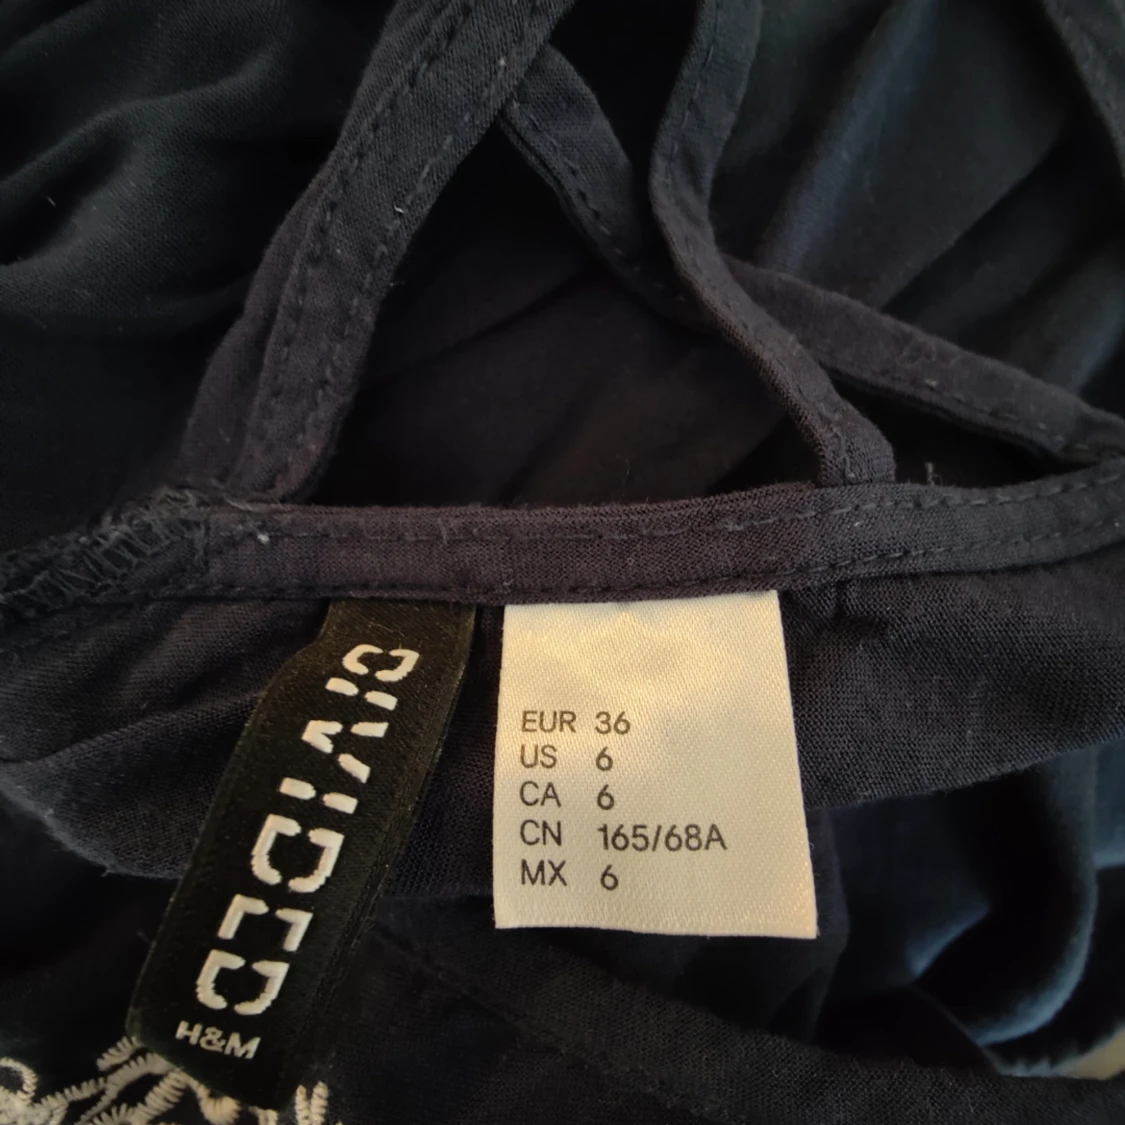 DIVIDED
H&M
EUR 36
US 6
CA 6
CN 165/68A
MX 6